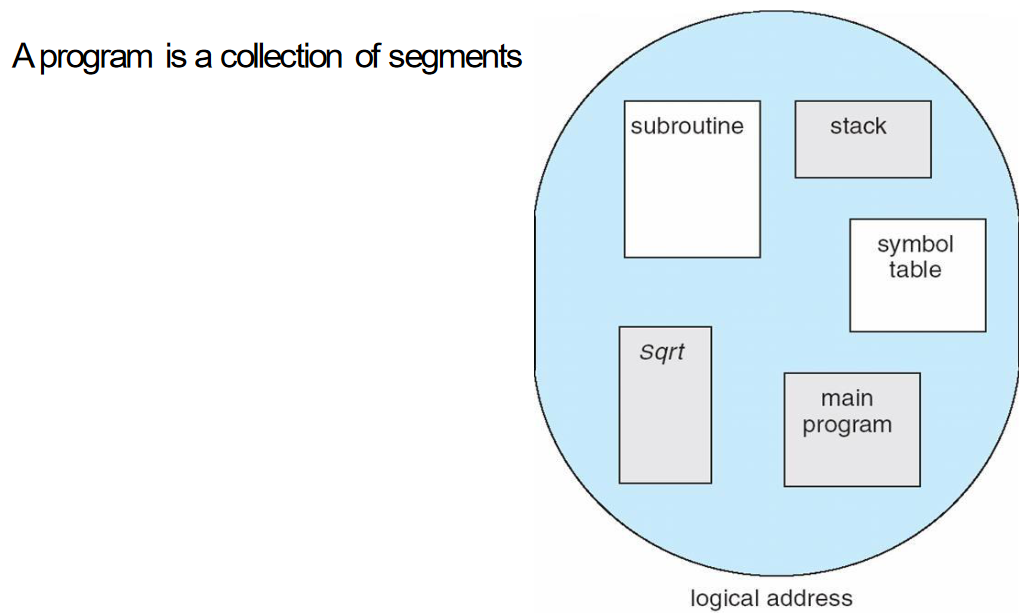 A program is a collection of segments
subroutine
stack
symbol
table
Sqrt
main
program
logical address